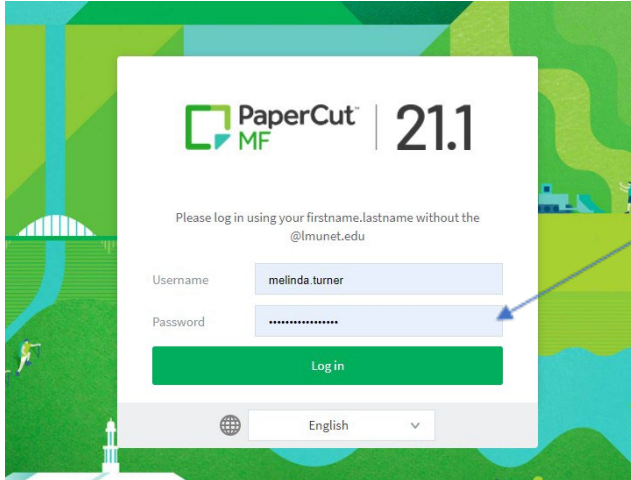 PaperCut™ MF 21.1
Please log in using your firstname.lastname without the
@lmunet.edu
Username melinda.turner
Password •••••••••••••••••
Log in
English